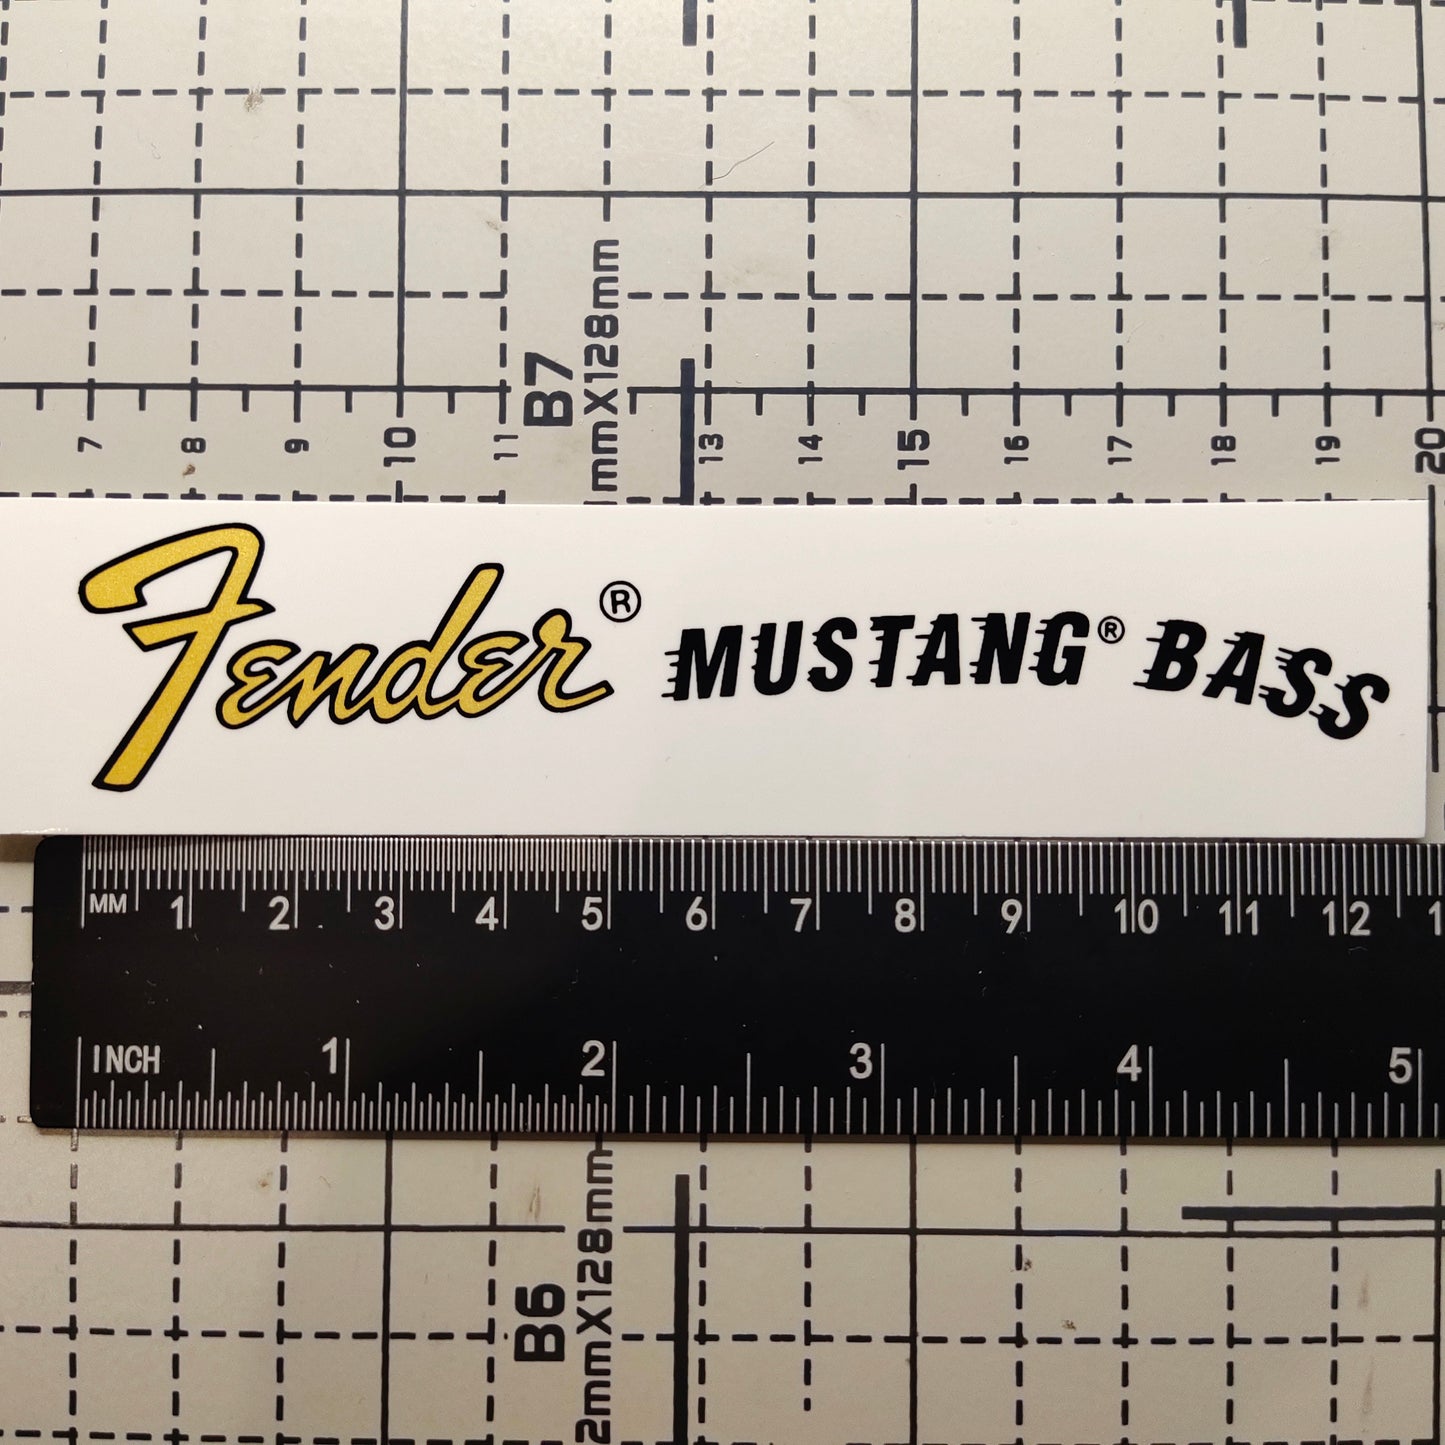 B7
1mmX128mm
7 8 9 10 11 13 14 15 16 17 18 19 20
Fender® MUSTANG® BASS
MM 1 2 3 4 5 6 7 8 9 10 11 12
INCH 1 2 3 4 5
B6
2mmX128mm